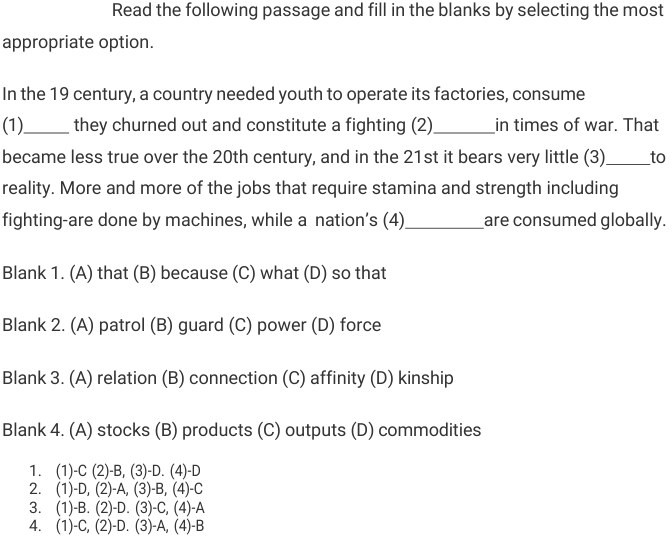 Read the following passage and fill in the blanks by selecting the most
appropriate option.
In the 19 century, a country needed youth to operate its factories, consume
(1)_____ they churned out and constitute a fighting (2)_______in times of war. That
became less true over the 20th century, and in the 21st it bears very little (3)_____to
reality. More and more of the jobs that require stamina and strength including
fighting-are done by machines, while a nation's (4)_________are consumed globally.
Blank 1. (A) that (B) because (C) what (D) so that
Blank 2. (A) patrol (B) guard (C) power (D) force
Blank 3. (A) relation (B) connection (C) affinity (D) kinship
Blank 4. (A) stocks (B) products (C) outputs (D) commodities
1. (1)-C (2)-B, (3)-D. (4)-D
2. (1)-D, (2)-A, (3)-B, (4)-C
3. (1)-B. (2)-D. (3)-C, (4)-A
4. (1)-C, (2)-D. (3)-A, (4)-B